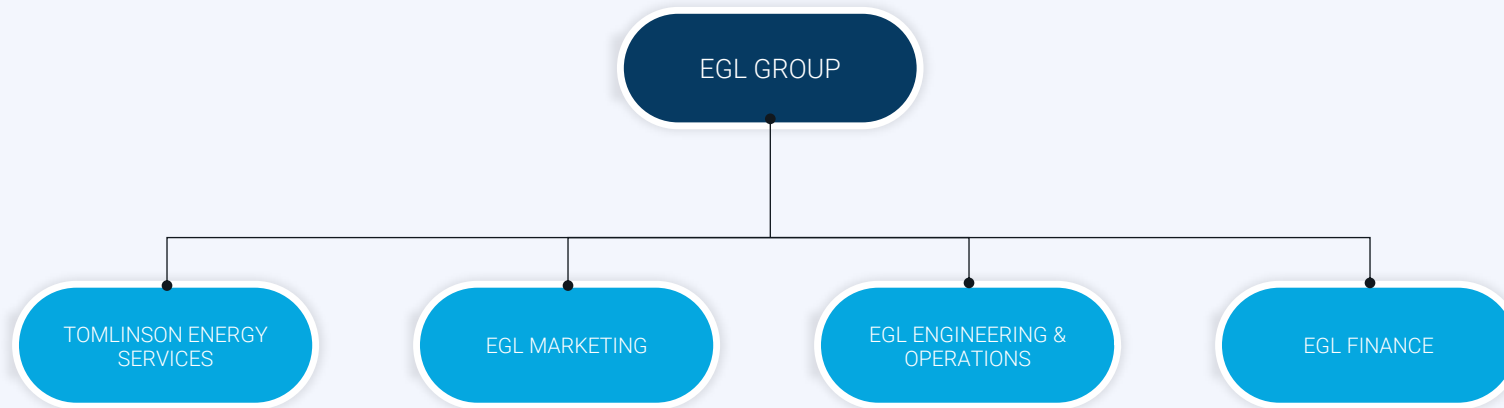 EGL GROUP
TOMLINSON ENERGY
SERVICES
EGL MARKETING
EGL ENGINEERING &
OPERATIONS
EGL FINANCE